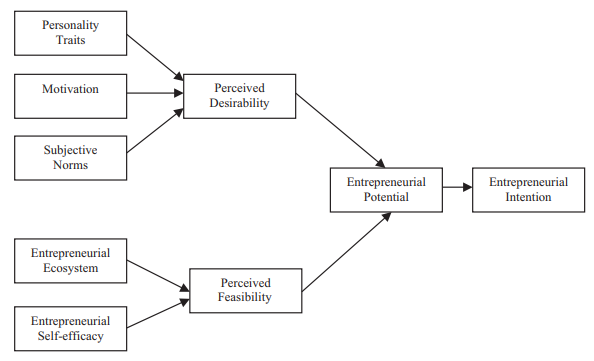 Personality
Traits
Motivation
Subjective
Norms
Perceived
Desirability
Entrepreneurial
Potential
Entrepreneurial
Intention
Entrepreneurial
Ecosystem
Entrepreneurial
Self-efficacy
Perceived
Feasibility